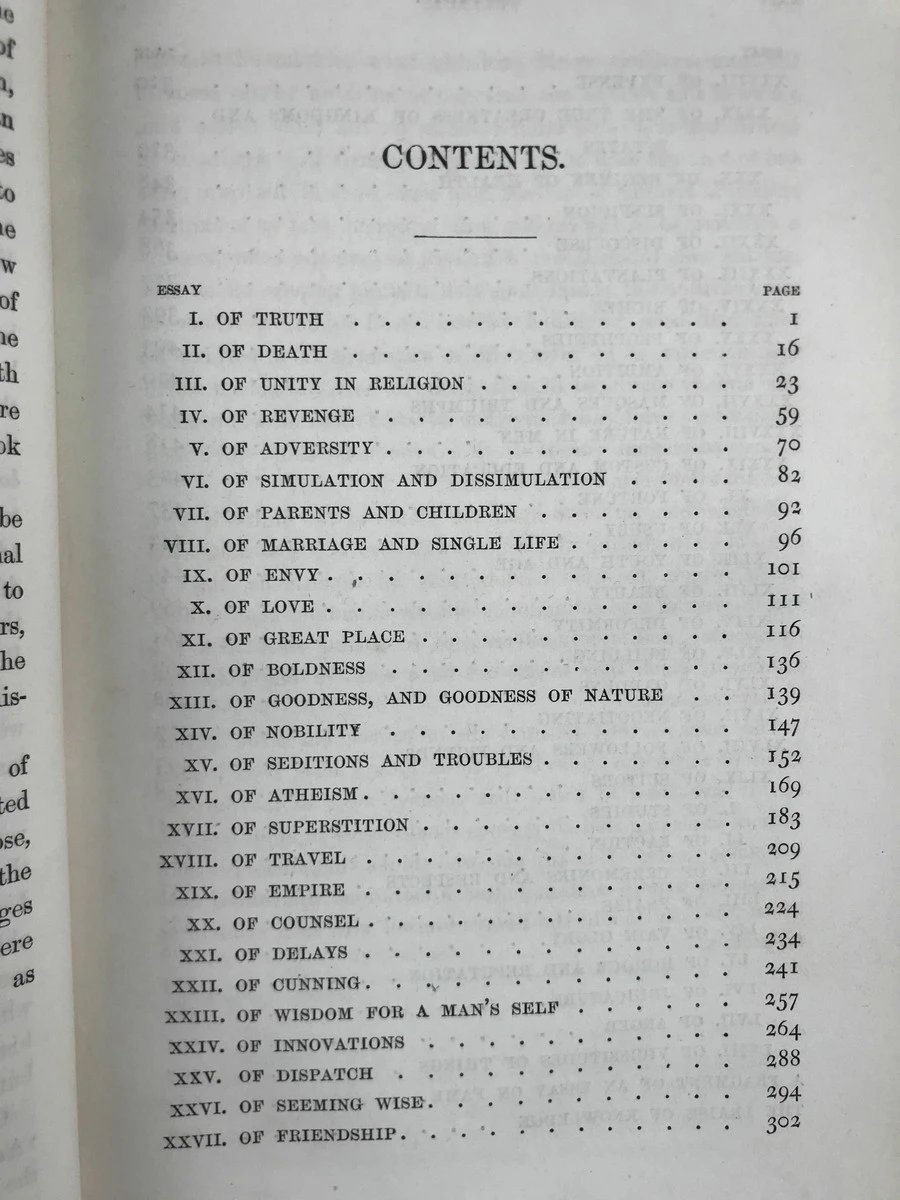 CONTENTS.
ESSAY PAGE
I. OF TRUTH . . . . . . . . . . . . . 1
II. OF DEATH . . . . . . . . . . . . . 16
III. OF UNITY IN RELIGION . . . . . . . . . 23
IV. OF REVENGE . . . . . . . . . . . . 59
V. OF ADVERSITY . . . . . . . . . . . . 70
VI. OF SIMULATION AND DISSIMULATION . . . . 82
VII. OF PARENTS AND CHILDREN . . . . . . . 92
VIII. OF MARRIAGE AND SINGLE LIFE . . . . . . 96
IX. OF ENVY . . . . . . . . . . . . . 101
X. OF LOVE . . . . . . . . . . . . . . 111
XI. OF GREAT PLACE . . . . . . . . . . . 116
XII. OF BOLDNESS . . . . . . . . . . . . 136
XIII. OF GOODNESS, AND GOODNESS OF NATURE . . 139
XIV. OF NOBILITY . . . . . . . . . . . 147
XV. OF SEDITIONS AND TROUBLES . . . . . . . 152
XVI. OF ATHEISM . . . . . . . . . . . . 169
XVII. OF SUPERSTITION . . . . . . . . . . . 183
XVIII. OF TRAVEL . . . . . . . . . . . . . 209
XIX. OF EMPIRE . . . . . . . . . . . . . 215
XX. OF COUNSEL . . . . . . . . . . . . 224
XXI. OF DELAYS . . . . . . . . . . . . . 234
XXII. OF CUNNING . . . . . . . . . . . . 241
XXIII. OF WISDOM FOR A MAN'S SELF . . . . . . 257
XXIV. OF INNOVATIONS . . . . . . . . . . . 264
XXV. OF DISPATCH . . . . . . . . . . . . 288
XXVI. OF SEEMING WISE . . . . . . . . . . . 294
XXVII. OF FRIENDSHIP . . . . . . . . . . . . 302